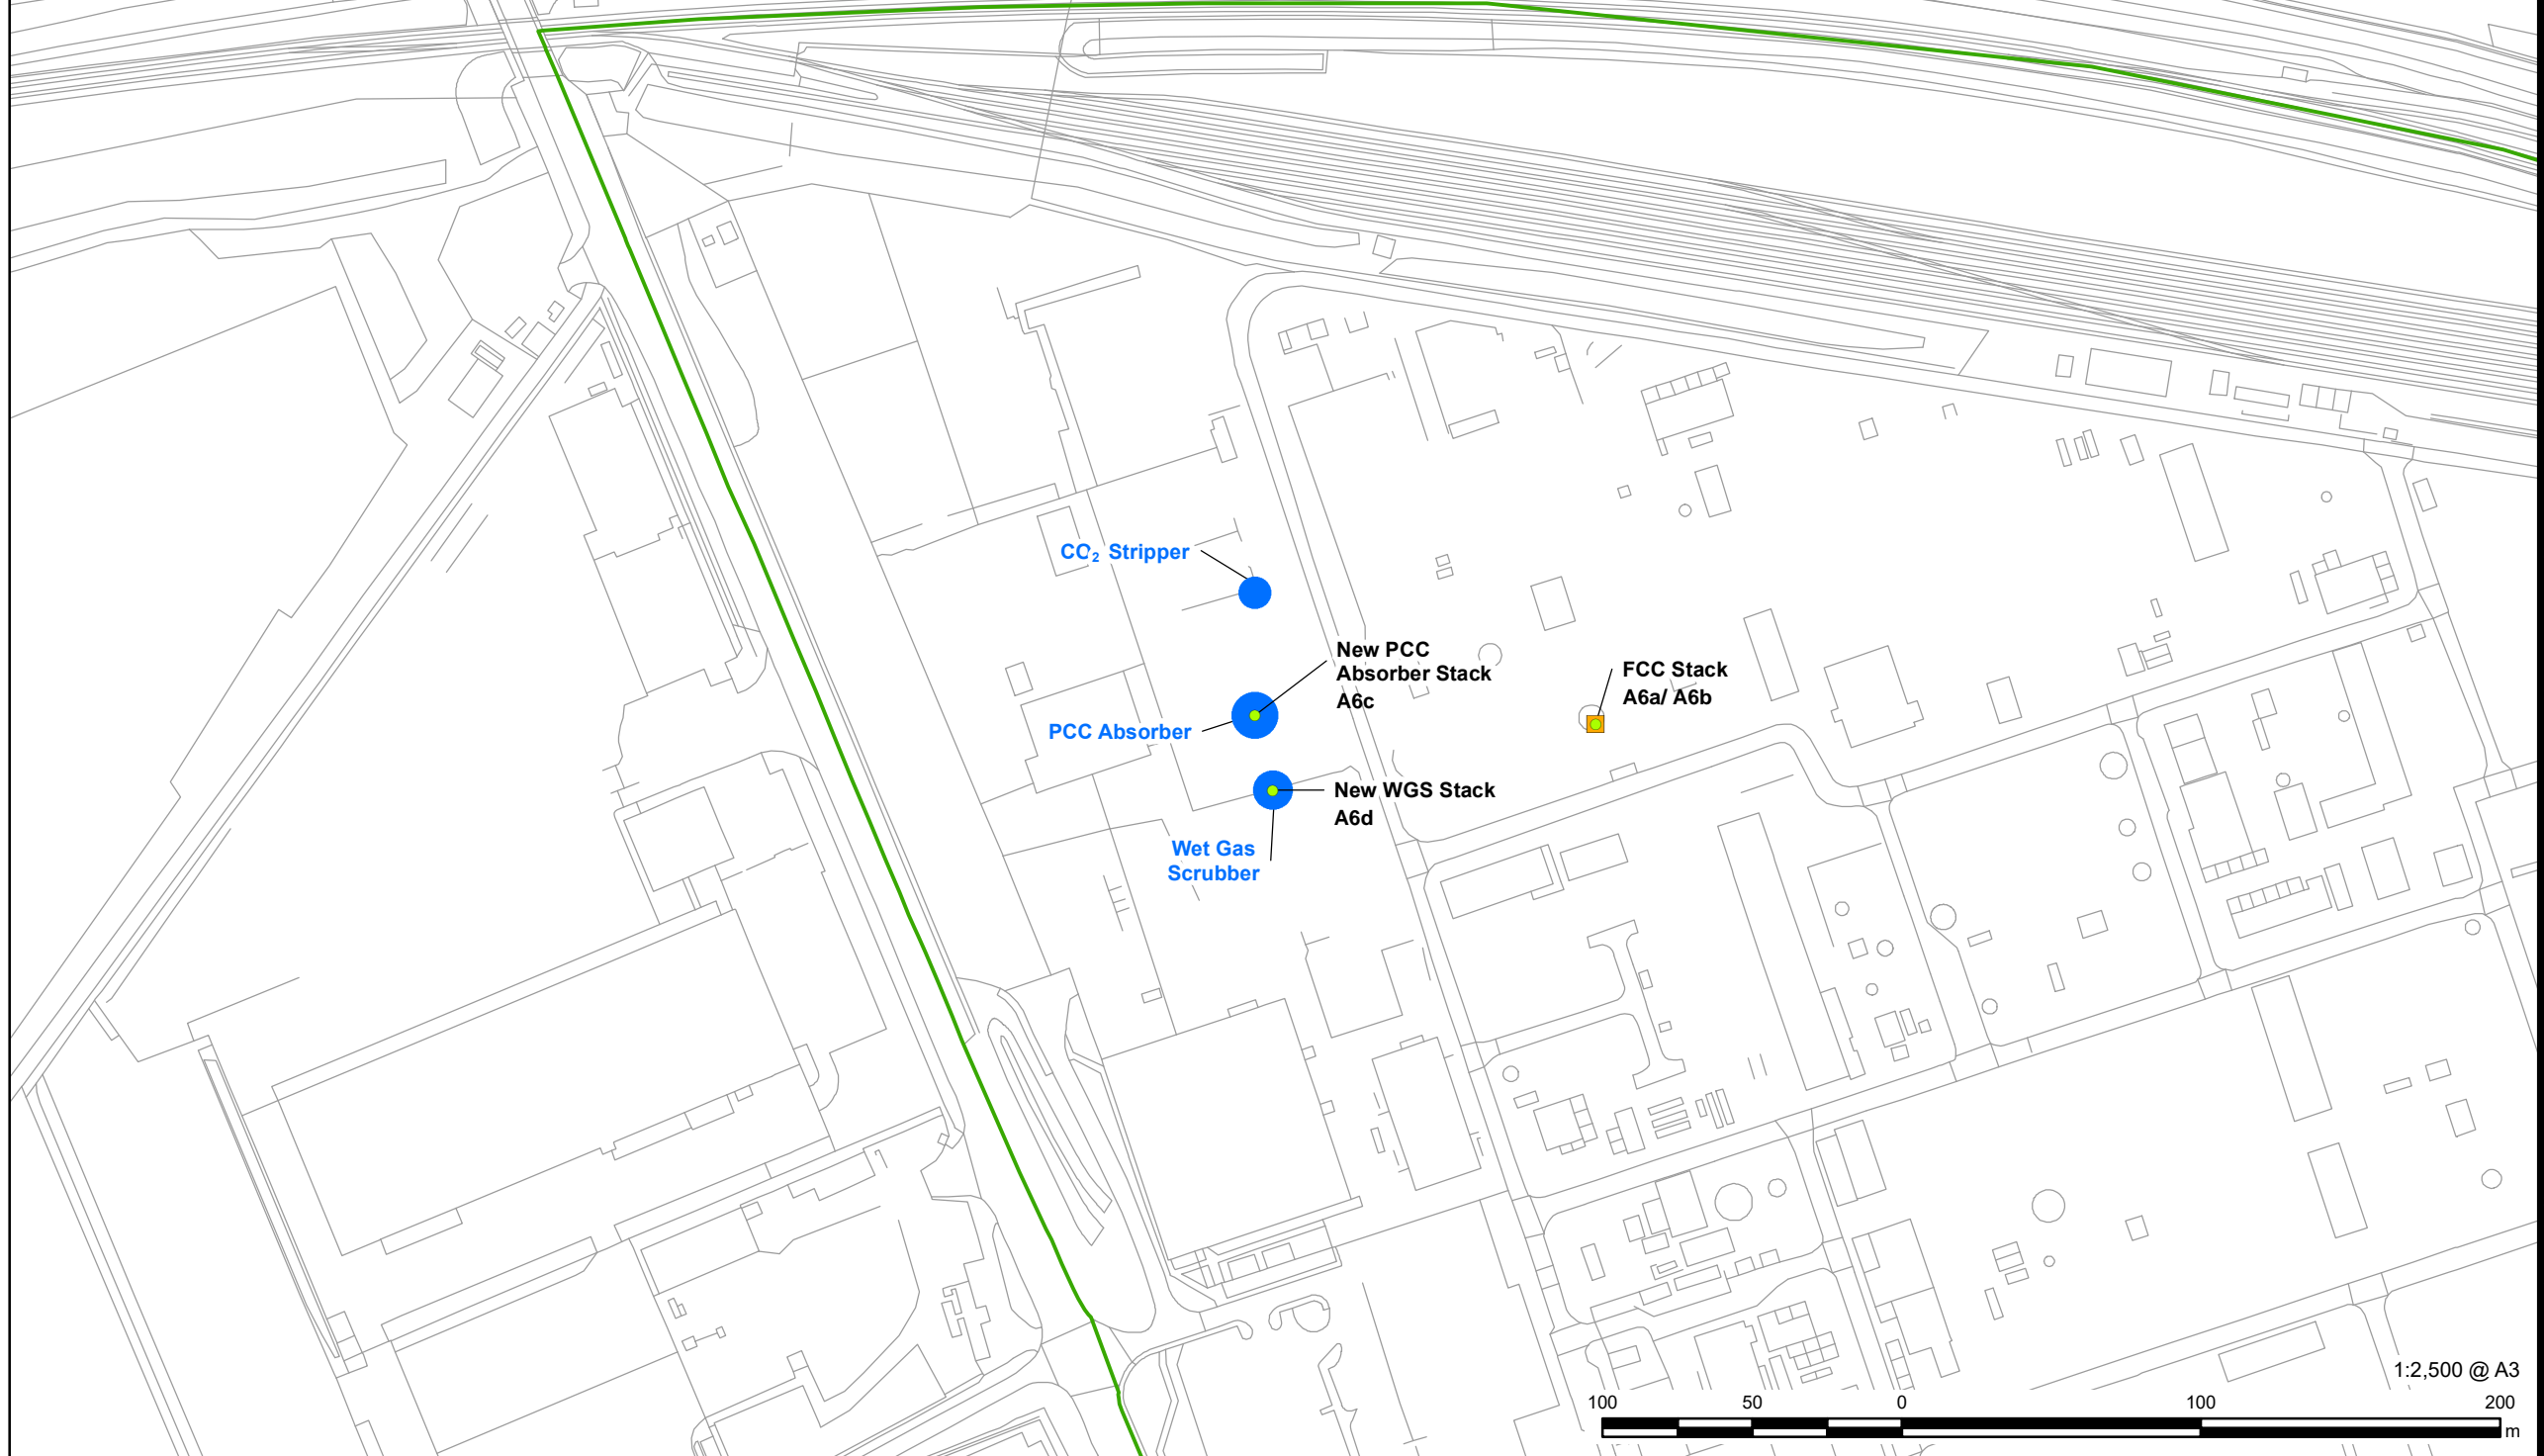 CO₂ Stripper
New PCC
Absorber Stack
A6c
FCC Stack
A6a/ A6b
PCC Absorber
New WGS Stack
A6d
Wet Gas
Scrubber
1:2,500 @ A3
100 50 0 100 200
m